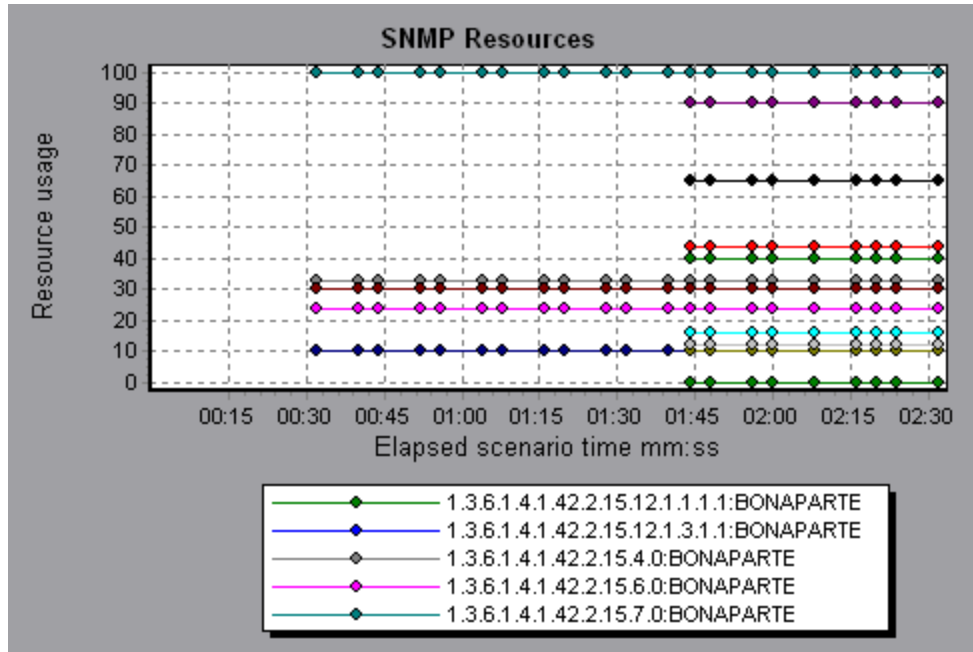 SNMP Resources
Resource usage
100
90
80
70
60
50
40
30
20
10
0
00:15 00:30 00:45 01:00 01:15 01:30 01:45 02:00 02:15 02:30
Elapsed scenario time mm:ss
1.3.6.1.4.1.42.2.15.12.1.1.1.1:BONAPARTE
1.3.6.1.4.1.42.2.15.12.1.3.1.1:BONAPARTE
1.3.6.1.4.1.42.2.15.4.0:BONAPARTE
1.3.6.1.4.1.42.2.15.6.0:BONAPARTE
1.3.6.1.4.1.42.2.15.7.0:BONAPARTE